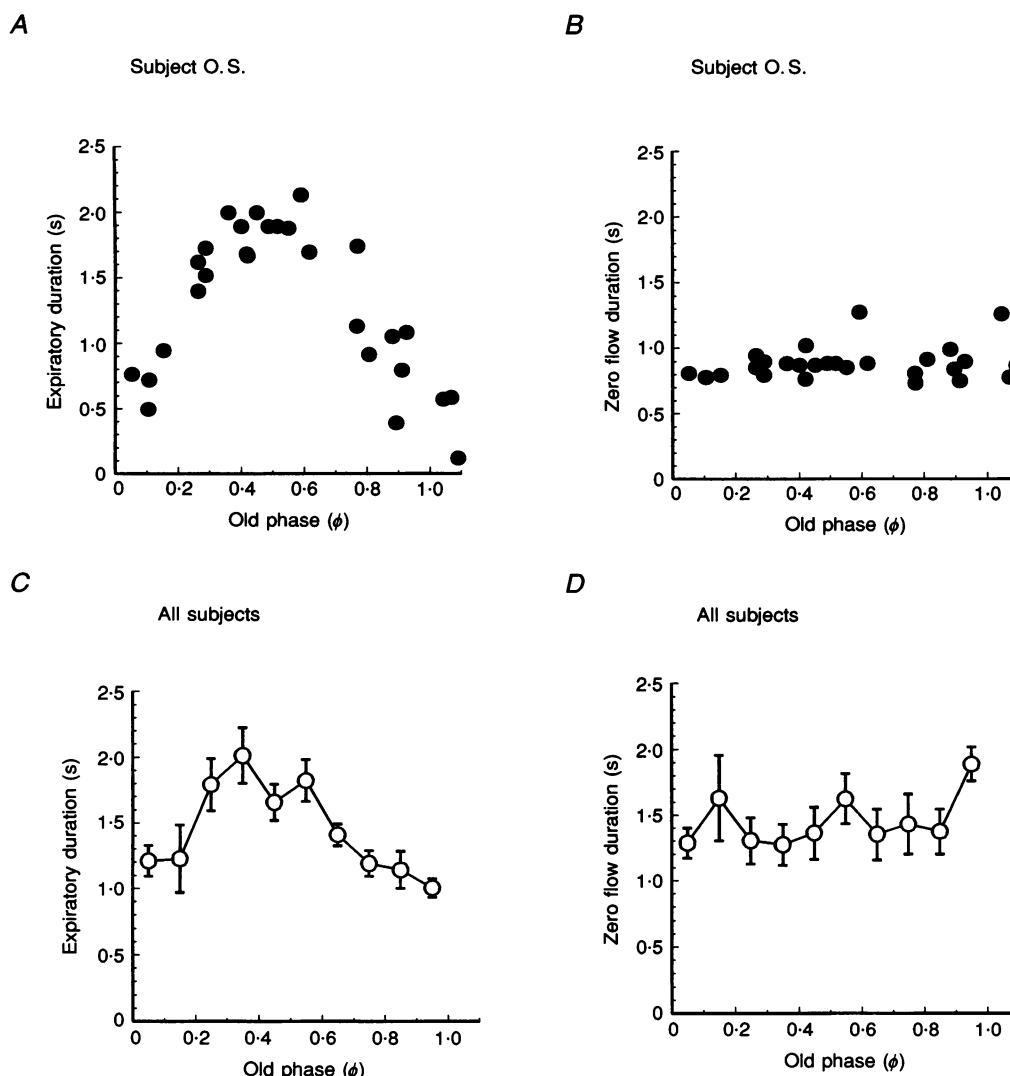 A
Subject O. S.
2·5
2·0
1·5
1·0
0·5
0
Expiratory duration (s)
0 0·2 0·4 0·6 0·8 1·0
Old phase (ϕ)
B
Subject O. S.
2·5
2·0
1·5
1·0
0·5
0
Zero flow duration (s)
0 0·2 0·4 0·6 0·8 1·0
Old phase (ϕ)
C
All subjects
2·5
2·0
1·5
1·0
0·5
0
Expiratory duration (s)
0 0·2 0·4 0·6 0·8 1·0
Old phase (ϕ)
D
All subjects
2·5
2·0
1·5
1·0
0·5
0
Zero flow duration (s)
0 0·2 0·4 0·6 0·8 1·0
Old phase (ϕ)